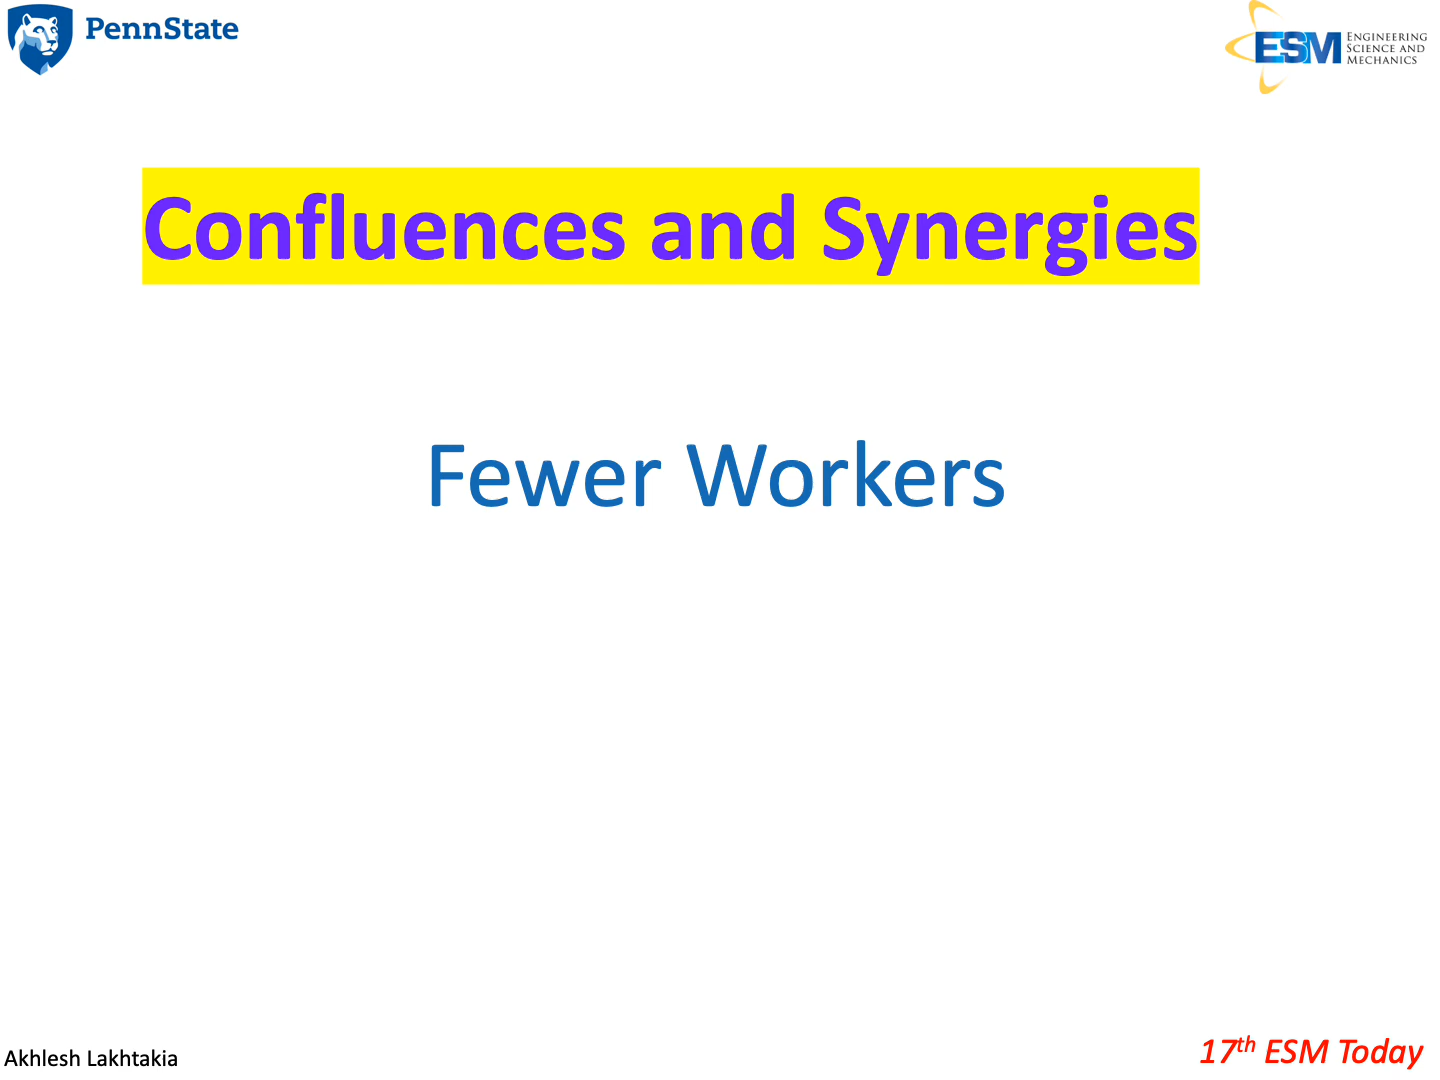 PennState
ESM
ENGINEERING
SCIENCE AND
MECHANICS
Confluences and Synergies
Fewer Workers
Akhlesh Lakhtakia
17th ESM Today